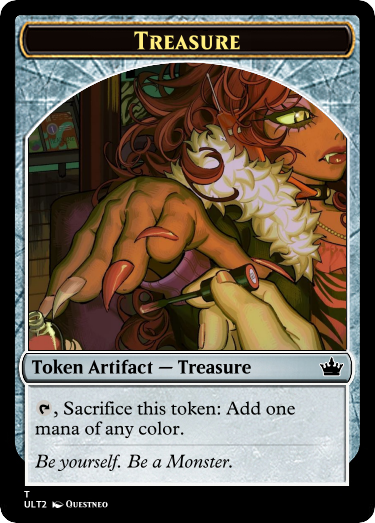 TREASURE
Token Artifact — Treasure
, Sacrifice this token: Add one
mana of any color.
Be yourself. Be a Monster.
T
ULT2 QUESTNEO